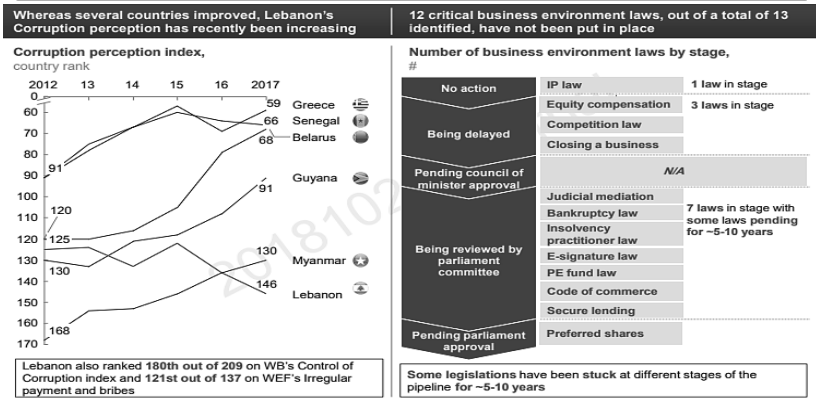 Whereas several countries improved, Lebanon's
Corruption perception has recently been increasing
12 critical business environment laws, out of a total of 13
identified, have not been put in place
Corruption perception index,
country rank
2012 13 14 15 16 2017
0
60
70
80
90
100
110
120
130
140
150
160
170
91
120
125
130
168
59
66
68
91
130
146
Greece
Senegal
Belarus
Guyana
Myanmar
Lebanon
Lebanon also ranked 180th out of 209 on WB's Control of
Corruption index and 121st out of 137 on WEF's Irregular
payment and bribes
Number of business environment laws by stage,
#
No action
IP law
1 law in stage
Being delayed
Equity compensation
3 laws in stage
Competition law
Closing a business
Pending council of
minister approval
N/A
Being reviewed by
parliament
committee
Judicial mediation
Bankruptcy law
Insolvency
practitioner law
E-signature law
PE fund law
Code of commerce
Secure lending
7 laws in stage with
some laws pending
for ~5-10 years
Pending parliament
approval
Preferred shares
Some legislations have been stuck at different stages of the
pipeline for ~5-10 years